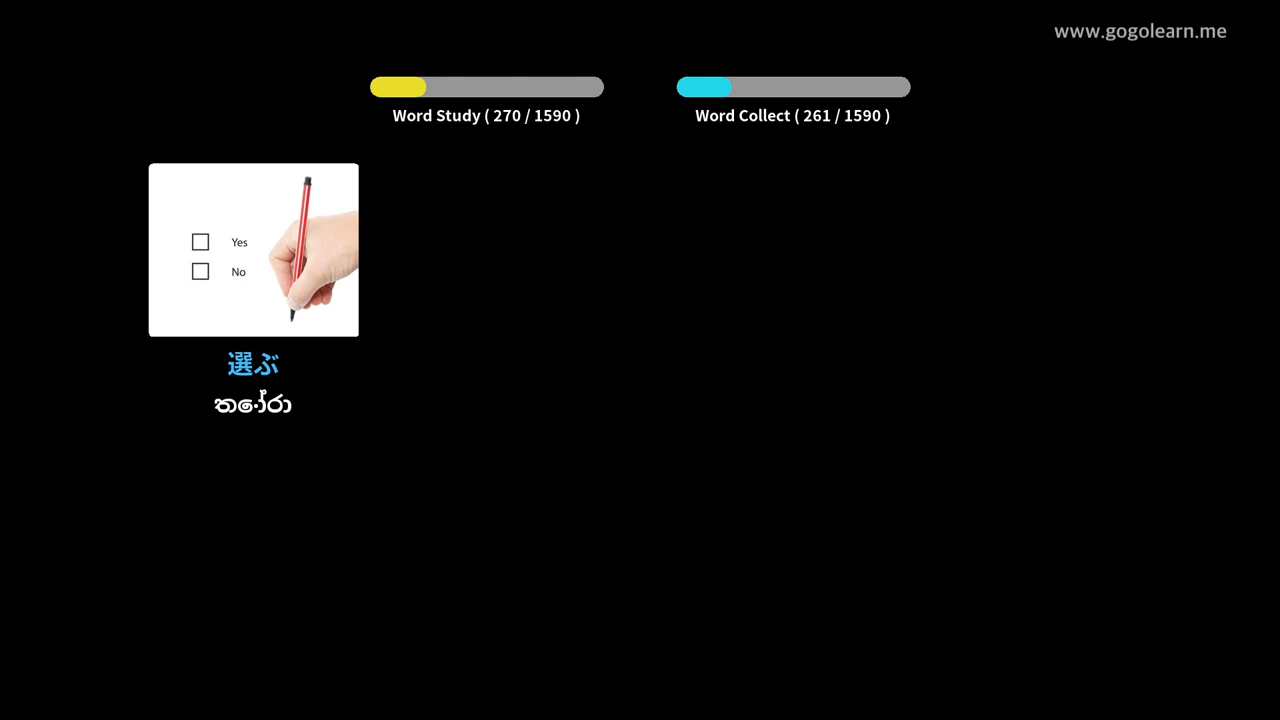 www.gogolearn.me
Word Study ( 270 / 1590 )
Word Collect ( 261 / 1590 )
Yes
No
選ぶ
තෝරා